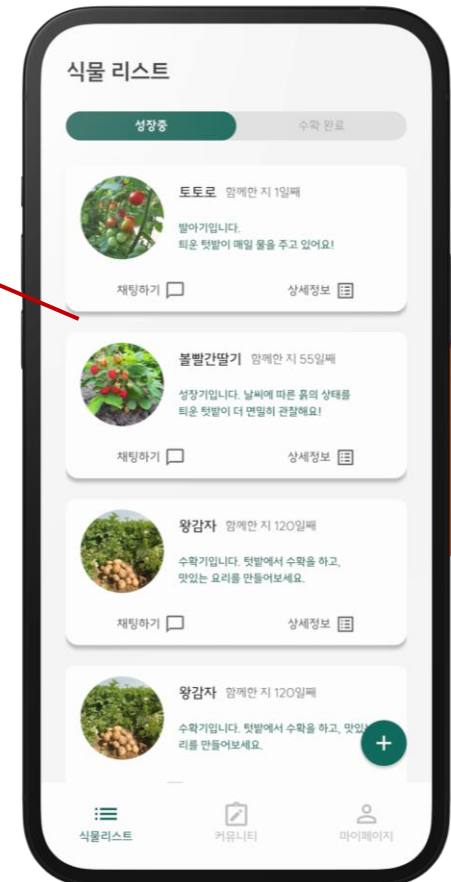 식물 리스트
성장중
수확 완료
토토로 함께한 지 1일째
발아기입니다.
틔운 텃밭이 매일 물을 주고 있어요!
채팅하기
상세정보
볼빨간딸기 함께한 지 55일째
성장기입니다. 날씨에 따른 흙의 상태를
틔운 텃밭이 더 면밀히 관찰해요!
채팅하기
상세정보
왕감자 함께한 지 120일째
수확기입니다. 텃밭에서 수확을 하고,
맛있는 요리를 만들어보세요.
채팅하기
상세정보
왕감자 함께한 지 120일째
수확기입니다. 텃밭에서 수확을 하고, 맛있
리를 만들어보세요.
+
식물리스트
커뮤니티
마이페이지